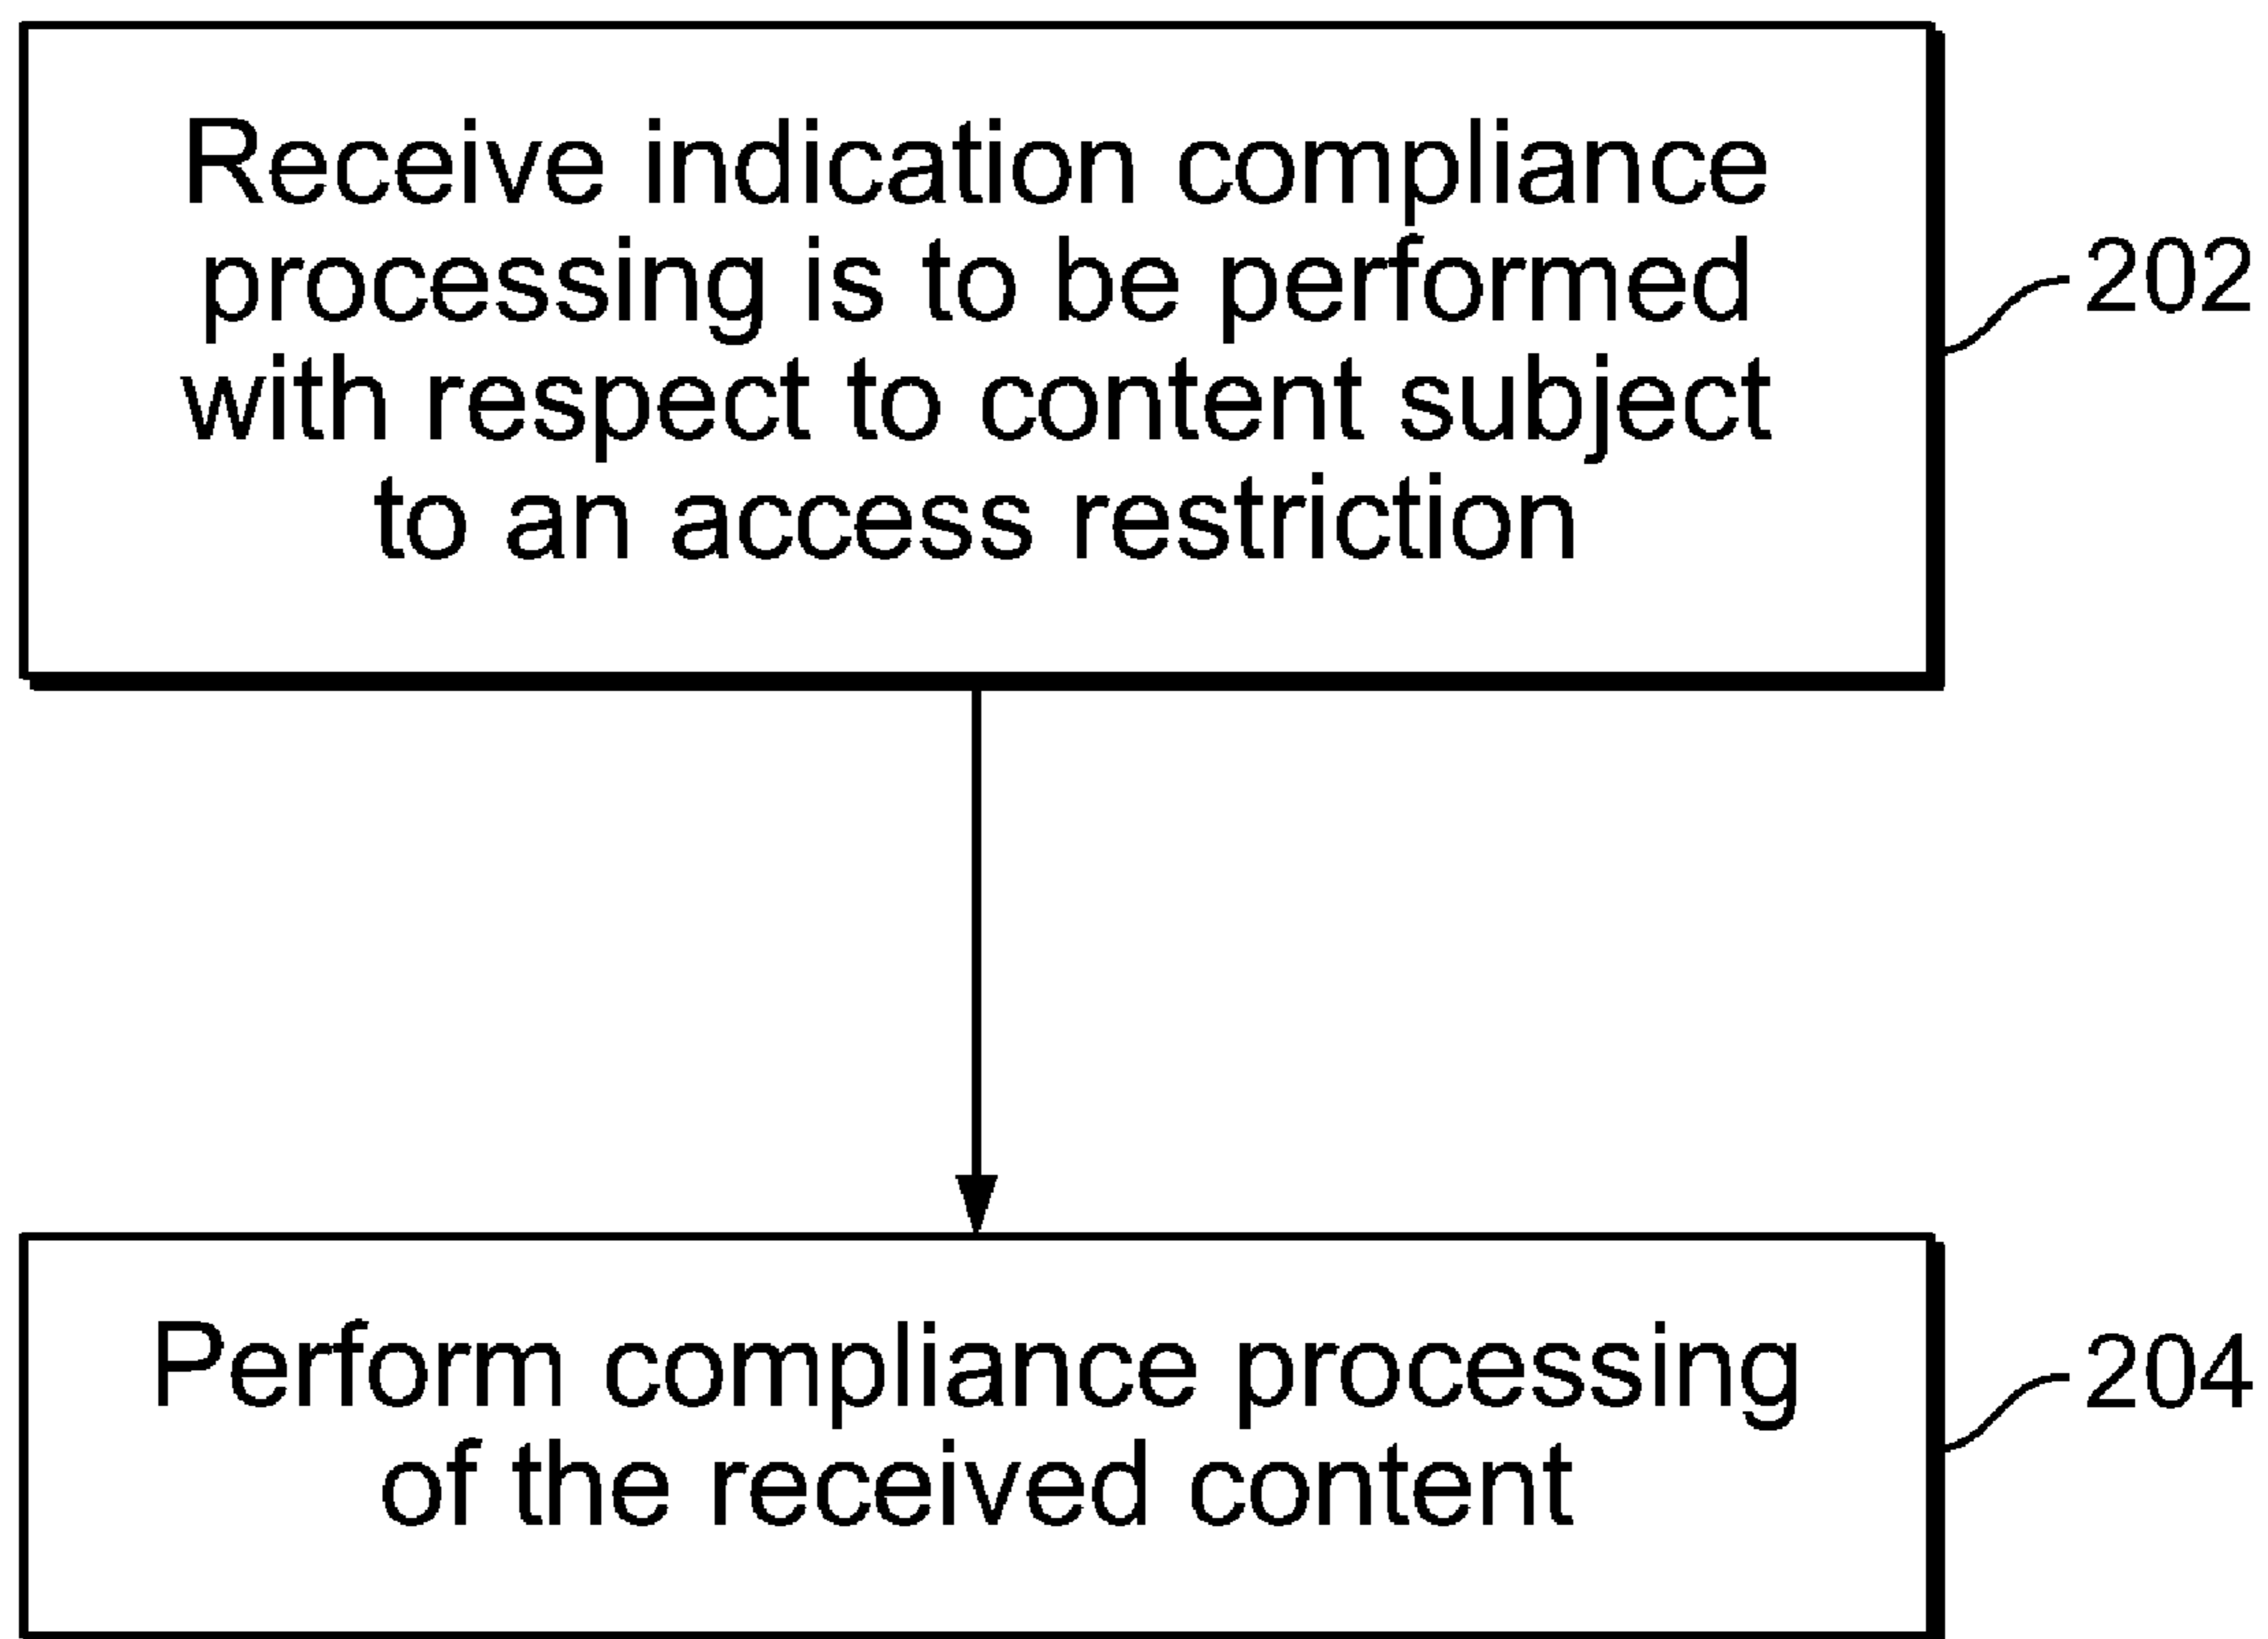 Receive indication compliance
processing is to be performed
with respect to content subject
to an access restriction
202
Perform compliance processing
of the received content
204